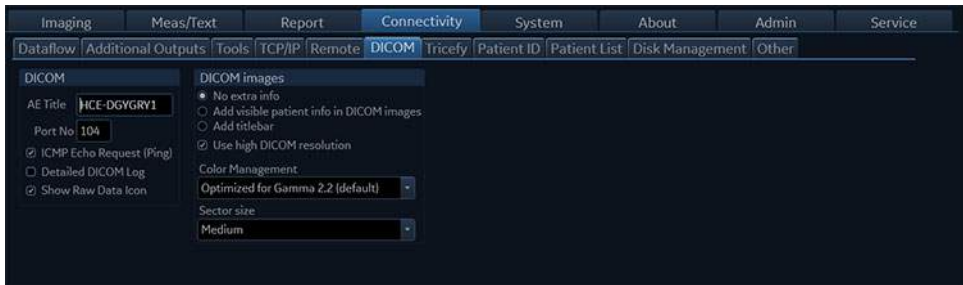 Imaging Meas/Text Report Connectivity System About Admin Service
Dataflow Additional Outputs Tools TCP/IP Remote DICOM Tricefy Patient ID Patient List Disk Management Other
DICOM
AE Title HCE-DGYGRY1
Port No 104
ICMP Echo Request (Ping)
Detailed DICOM Log
Show Raw Data Icon
DICOM images
No extra info
Add visible patient info in DICOM images
Add titlebar
Use high DICOM resolution
Color Management
Optimized for Gamma 2.2 (default)
Sector size
Medium